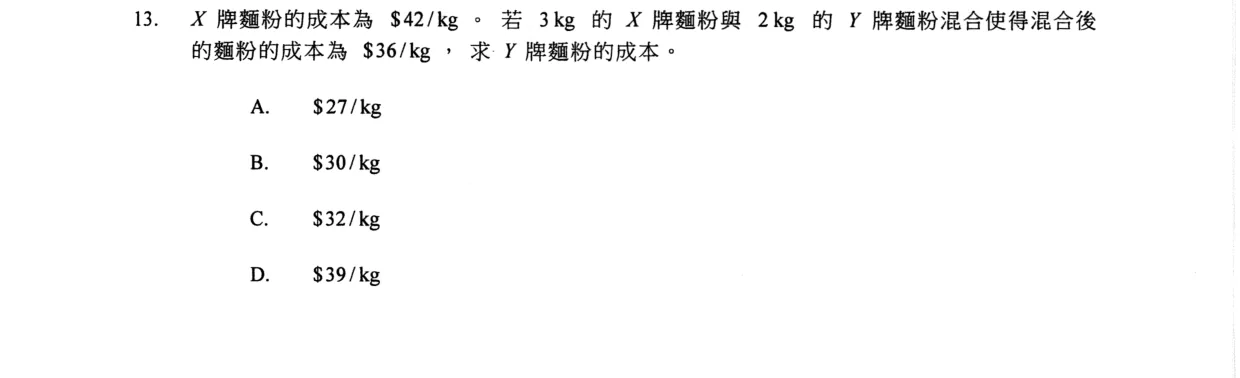 13. X 牌麵粉的成本為 $42/kg 。 若 3 kg 的 X 牌麵粉與 2 kg 的 Y 牌麵粉混合使得混合後
的麵粉的成本為 $36/kg ， 求 Y 牌麵粉的成本。
A. $27/kg
B. $30/kg
C. $32/kg
D. $39/kg